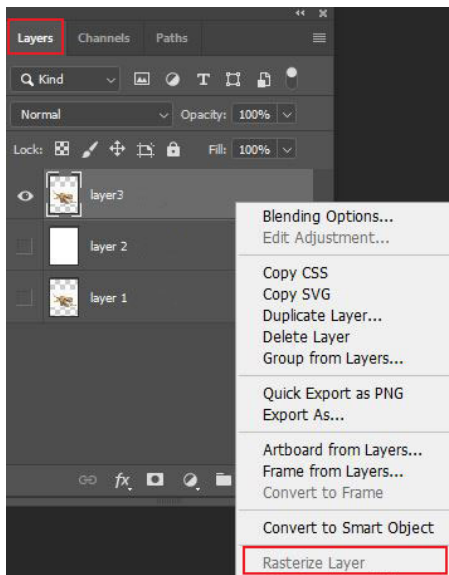 Layers Channels Paths
Kind
T
Normal Opacity: 100%
Lock: Fill: 100%
layer3
layer 2
layer 1
fx
Blending Options...
Edit Adjustment...
Copy CSS
Copy SVG
Duplicate Layer...
Delete Layer
Group from Layers...
Quick Export as PNG
Export As...
Artboard from Layers...
Frame from Layers...
Convert to Frame
Convert to Smart Object
Rasterize Layer